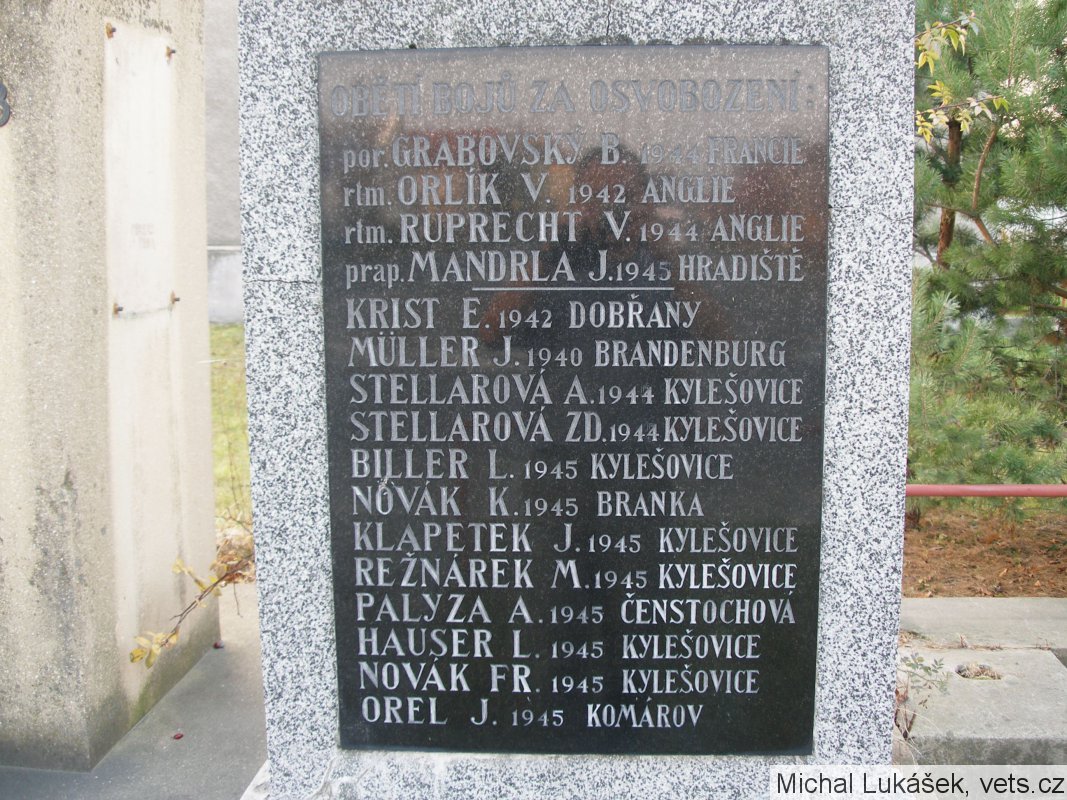 OBĚTÍ BOJŮ ZA OSVOBOZENÍ:
por. GRABOVSKÝ B. 1944 FRANCIE
rtm. ORLÍK V. 1942 ANGLIE
rtm. RUPRECHT V. 1944 ANGLIE
prap. MANDRLA J. 1945 HRADIŠTĚ
KRIST E. 1942 DOBŘANY
MÜLLER J. 1940 BRANDENBURG
STELLAROVÁ A. 1944 KYLEŠOVICE
STELLAROVÁ ZD. 1944 KYLEŠOVICE
BILLER L. 1945 KYLEŠOVICE
NOVÁK K. 1945 BRANKA
KLAPETEK J. 1945 KYLEŠOVICE
REŽNÁREK M. 1945 KYLEŠOVICE
PALYZA A. 1945 ČENSTOCHOVÁ
HAUSER L. 1945 KYLEŠOVICE
NOVÁK FR. 1945 KYLEŠOVICE
OREL J. 1945 KOMÁROV
Michal Lukášek, vets.cz